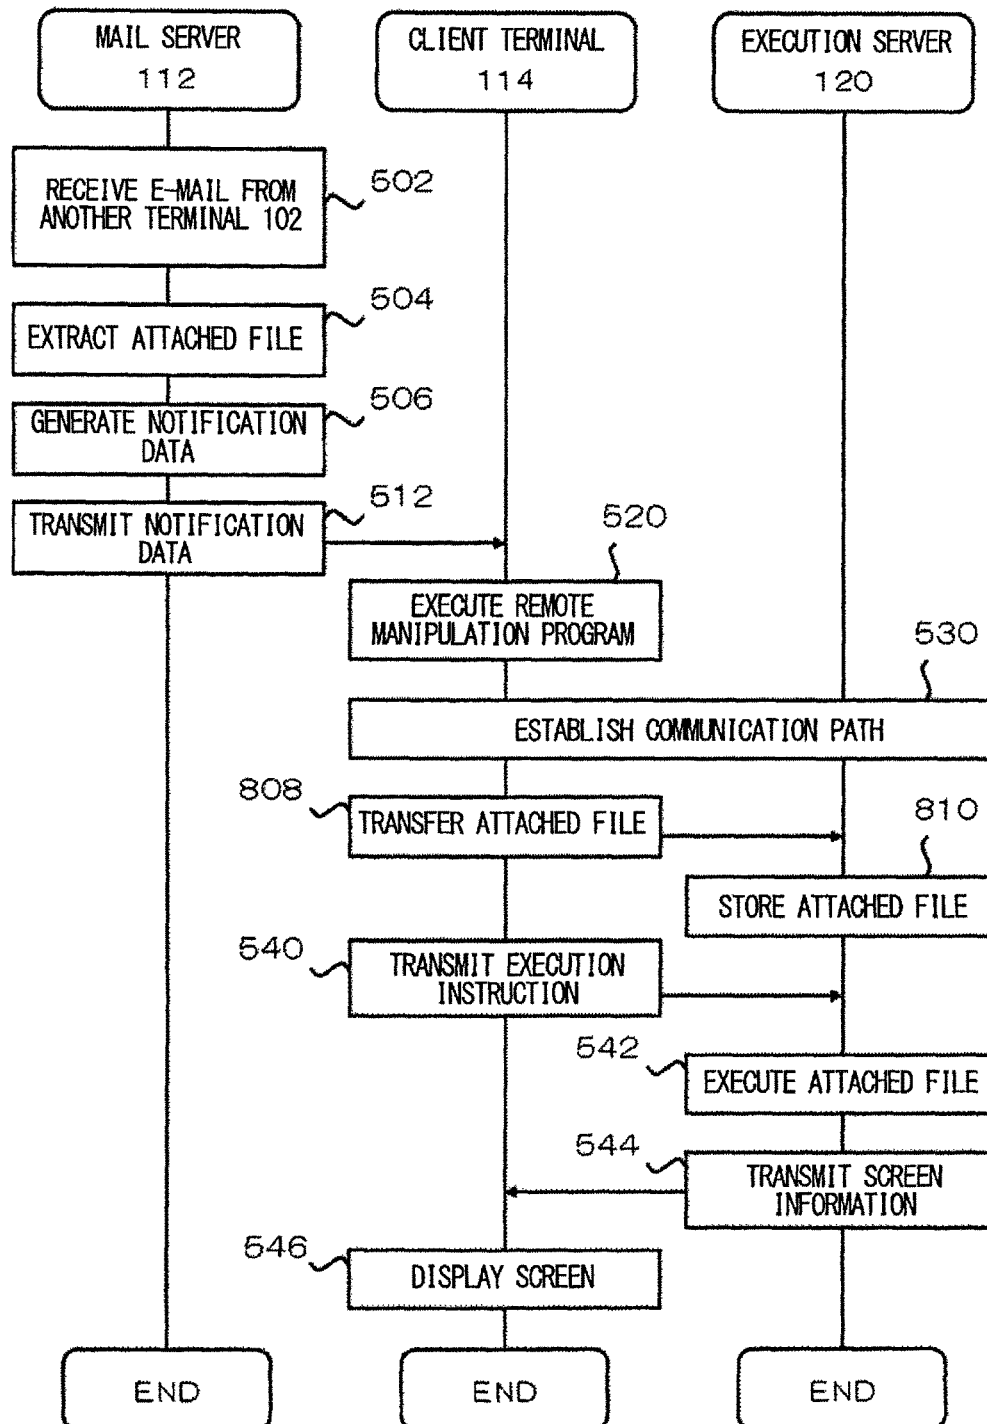 MAIL SERVER
112
CLIENT TERMINAL
114
EXECUTION SERVER
120
RECEIVE E-MAIL FROM
ANOTHER TERMINAL 102
502
EXTRACT ATTACHED FILE
504
GENERATE NOTIFICATION
DATA
506
TRANSMIT NOTIFICATION
DATA
512
520
EXECUTE REMOTE
MANIPULATION PROGRAM
530
ESTABLISH COMMUNICATION PATH
808
TRANSFER ATTACHED FILE
810
STORE ATTACHED FILE
540
TRANSMIT EXECUTION
INSTRUCTION
542
EXECUTE ATTACHED FILE
544
TRANSMIT SCREEN
INFORMATION
546
DISPLAY SCREEN
END
END
END